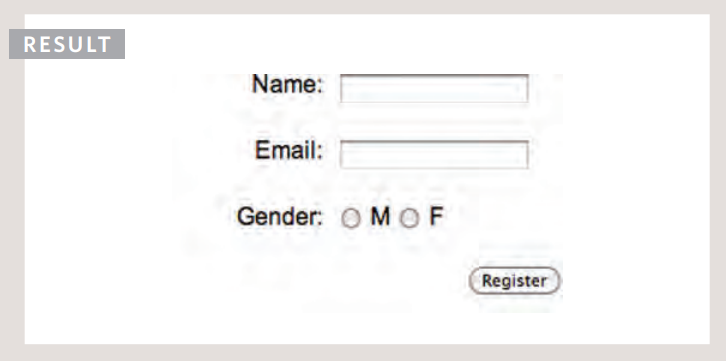 RESULT
Name:
Email:
Gender: M F
Register